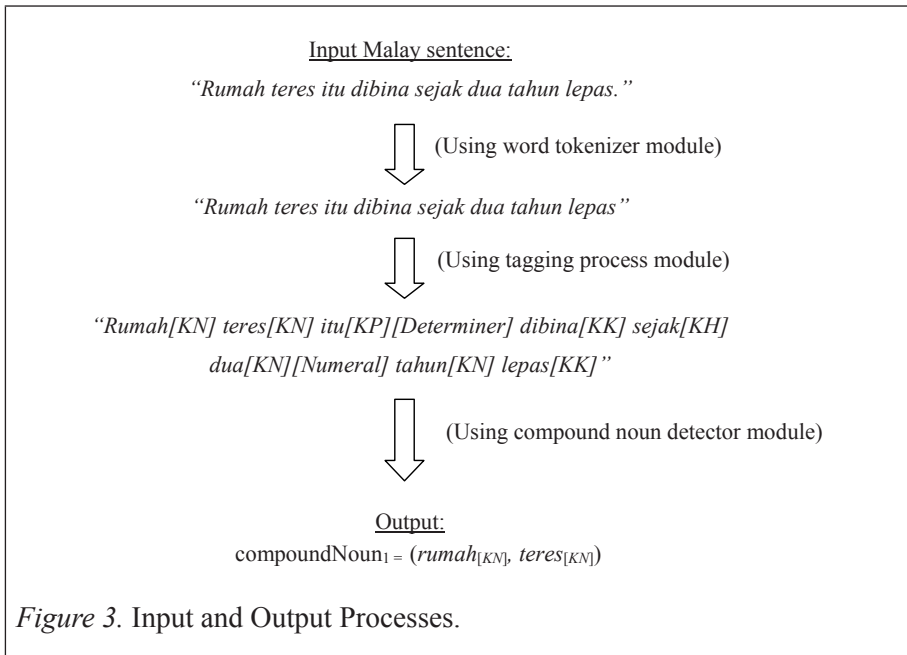 Input Malay sentence:
“Rumah teres itu dibina sejak dua tahun lepas.”
(Using word tokenizer module)
“Rumah teres itu dibina sejak dua tahun lepas”
(Using tagging process module)
“Rumah[KN] teres[KN] itu[KP][Determiner] dibina[KK] sejak[KH]
dua[KN][Numeral] tahun[KN] lepas[KK]”
(Using compound noun detector module)
Output:
compoundNoun1 = (rumah[KN], teres[KN])
Figure 3. Input and Output Processes.